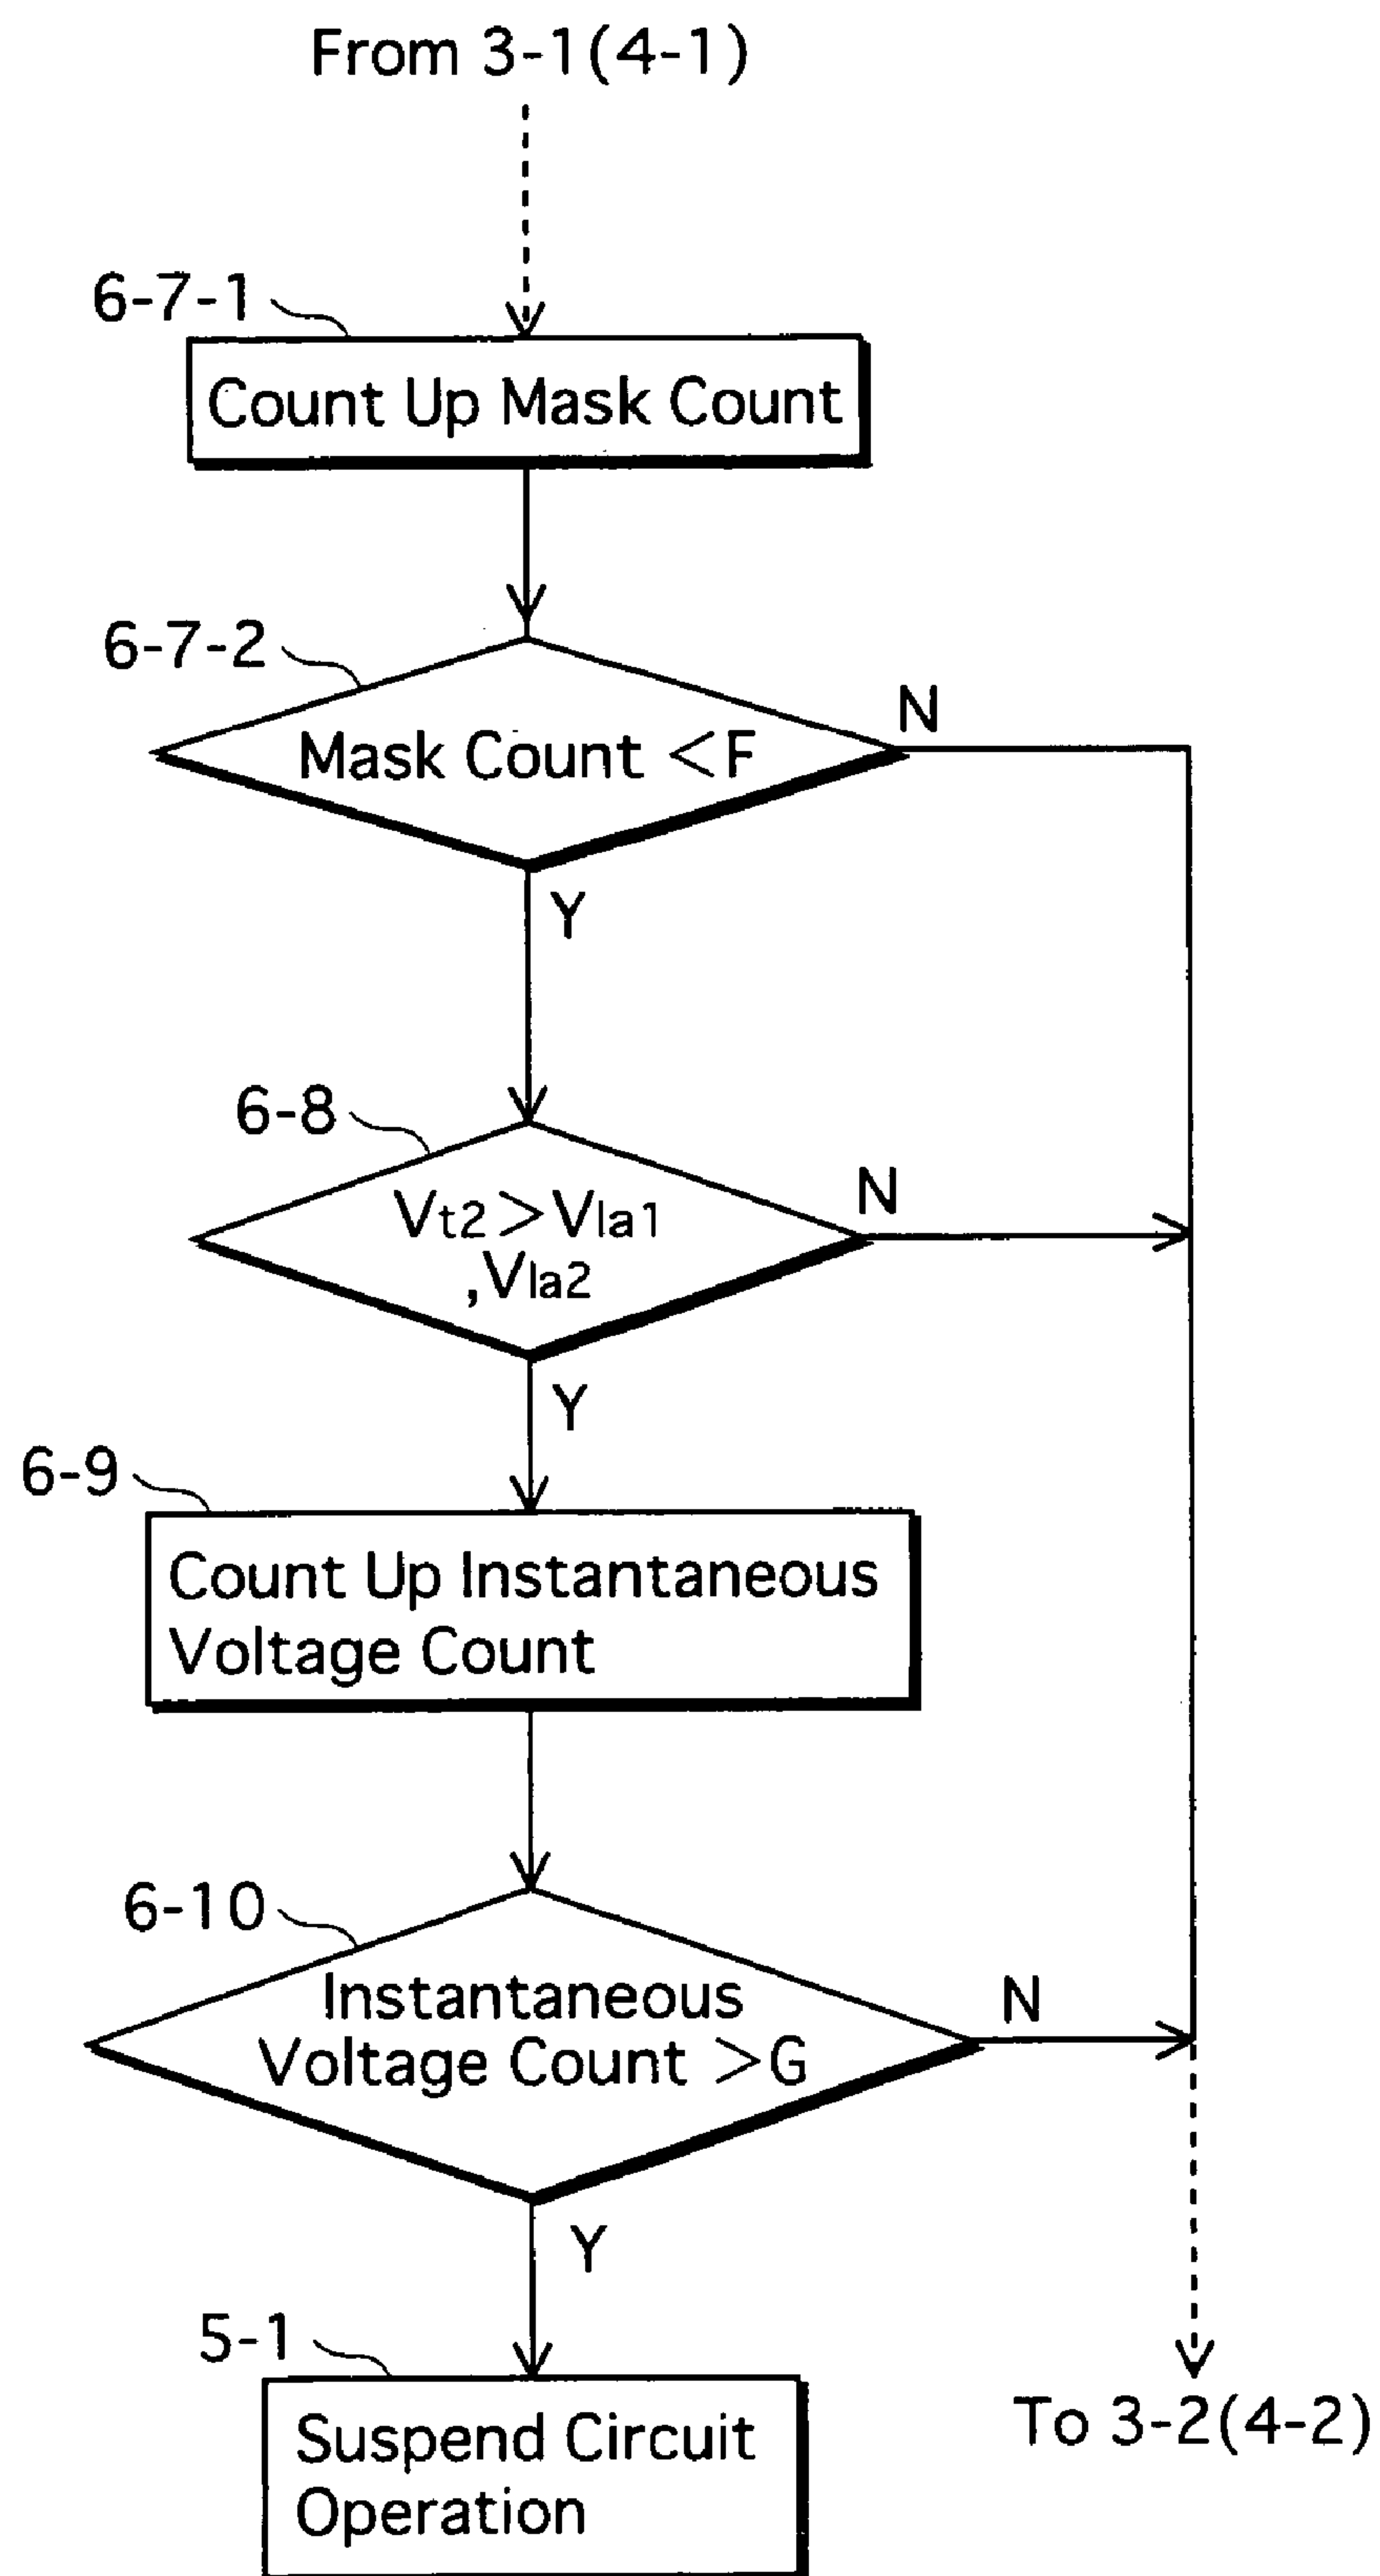 From 3-1(4-1)
6-7-1
Count Up Mask Count
6-7-2
Mask Count <F
N
Y
6-8
Vt2>Vla1
,Vla2
N
Y
6-9
Count Up Instantaneous
Voltage Count
6-10
Instantaneous
Voltage Count >G
N
Y
5-1
Suspend Circuit
Operation
To 3-2(4-2)